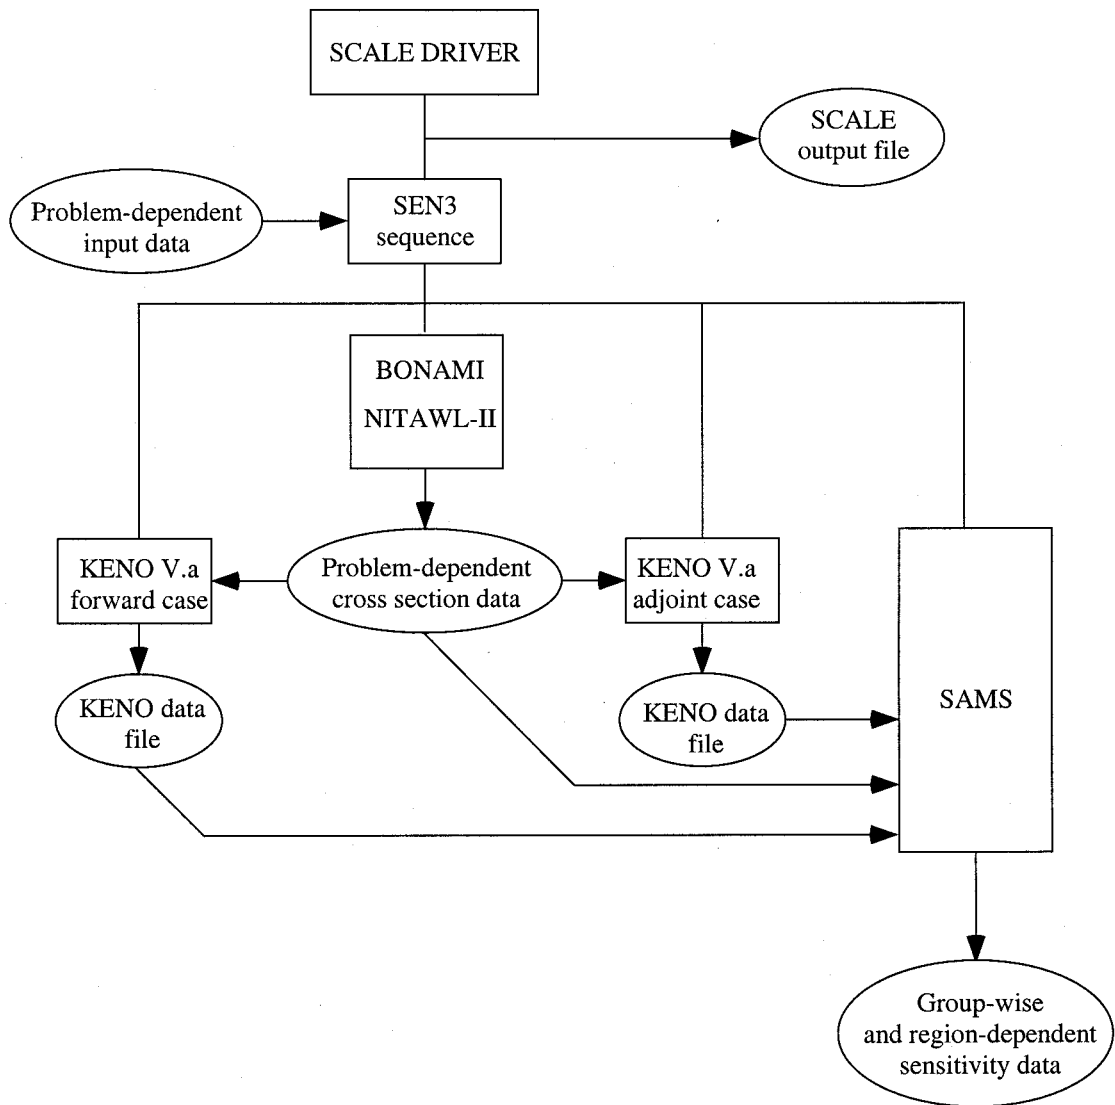 SCALE DRIVER
SCALE
output file
Problem-dependent
input data
SEN3
sequence
BONAMI
NITAWL-II
KENO V.a
forward case
Problem-dependent
cross section data
KENO V.a
adjoint case
KENO data
file
KENO data
file
SAMS
Group-wise
and region-dependent
sensitivity data